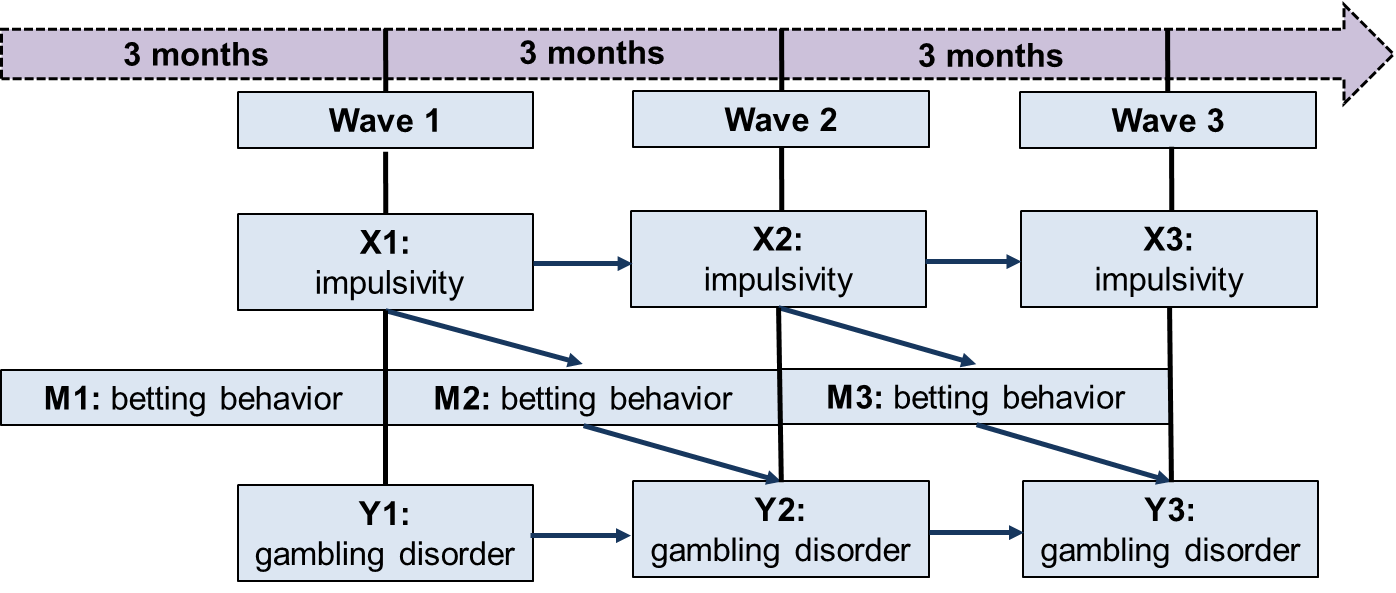 3 months
3 months
3 months
Wave 1
Wave 2
Wave 3
X1:
impulsivity
X2:
impulsivity
X3:
impulsivity
M1: betting behavior
M2: betting behavior
M3: betting behavior
Y1:
gambling disorder
Y2:
gambling disorder
Y3:
gambling disorder